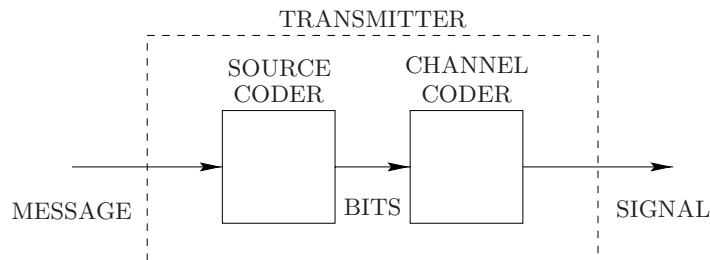 TRANSMITTER
SOURCE
CODER
CHANNEL
CODER
MESSAGE
BITS
SIGNAL